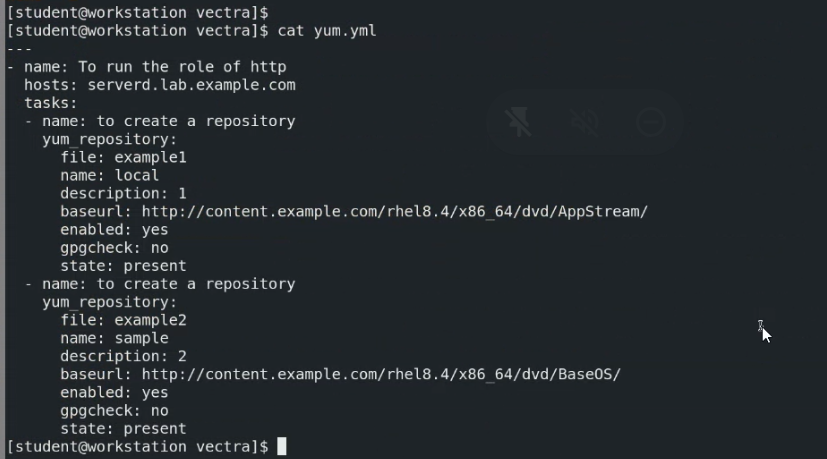 [student@workstation vectra]$
[student@workstation vectra]$ cat yum.yml
---
- name: To run the role of http
  hosts: serverd.lab.example.com
  tasks:
  - name: to create a repository
    yum_repository:
      file: example1
      name: local
      description: 1
      baseurl: http://content.example.com/rhel8.4/x86_64/dvd/AppStream/
      enabled: yes
      gpgcheck: no
      state: present
  - name: to create a repository
    yum_repository:
      file: example2
      name: sample
      description: 2
      baseurl: http://content.example.com/rhel8.4/x86_64/dvd/BaseOS/
      enabled: yes
      gpgcheck: no
      state: present
[student@workstation vectra]$